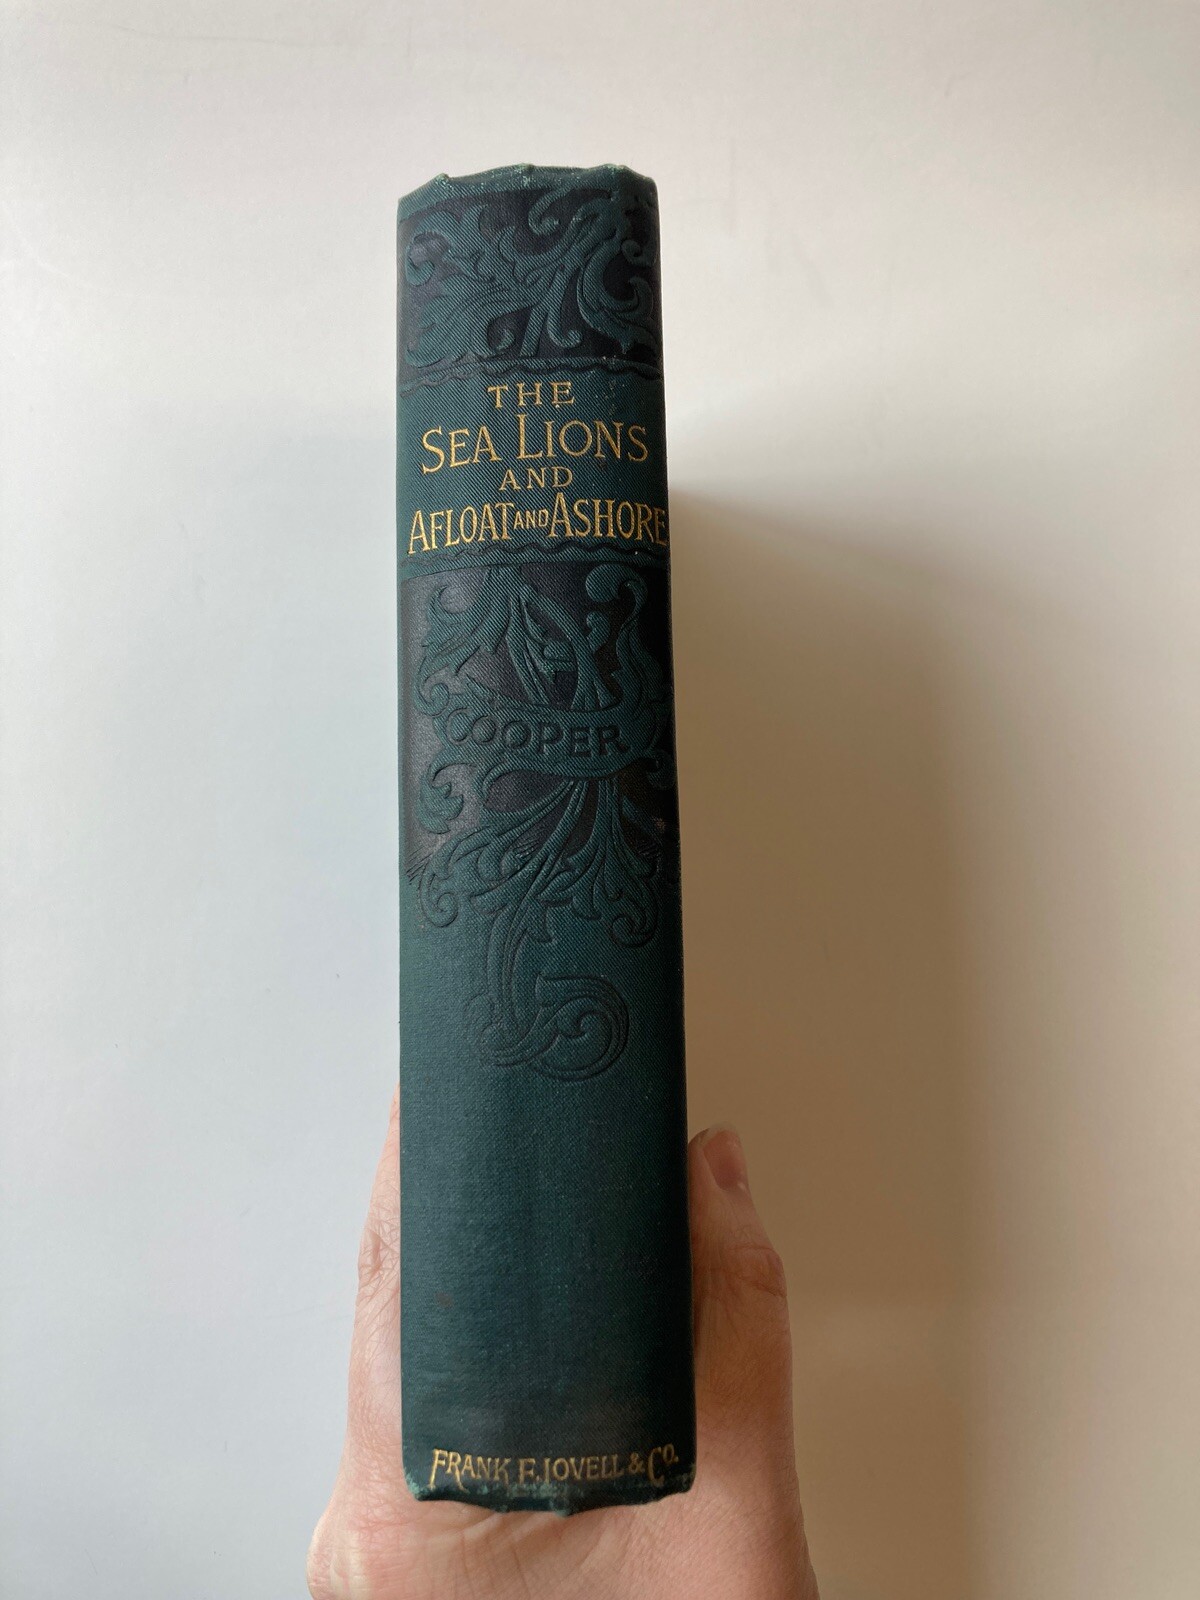 THE
SEA LIONS
AND
AFLOAT AND ASHORE
COOPER
FRANK F. LOVELL & CO.